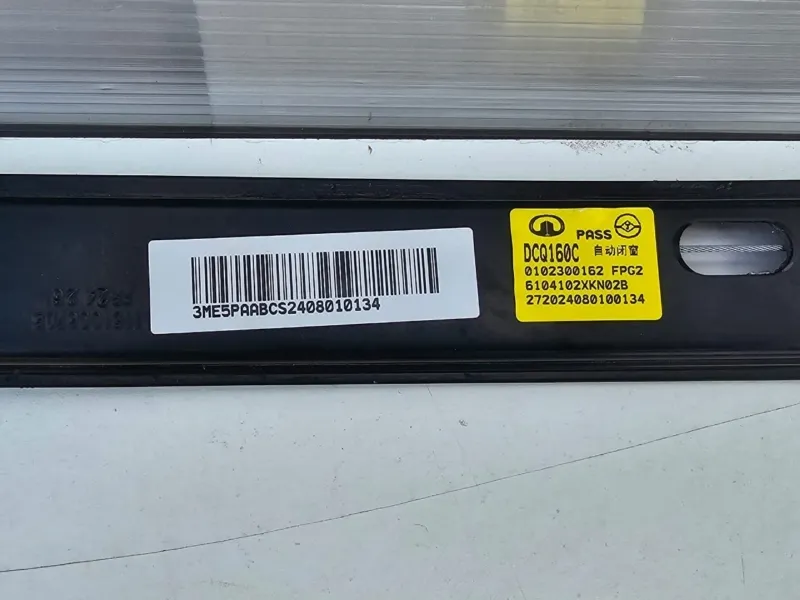 3ME5PAABCS2408010134
PASS
DCQ160C 自动闭窗
0102300162 FPG2
6104102XKN02B
272024080100134